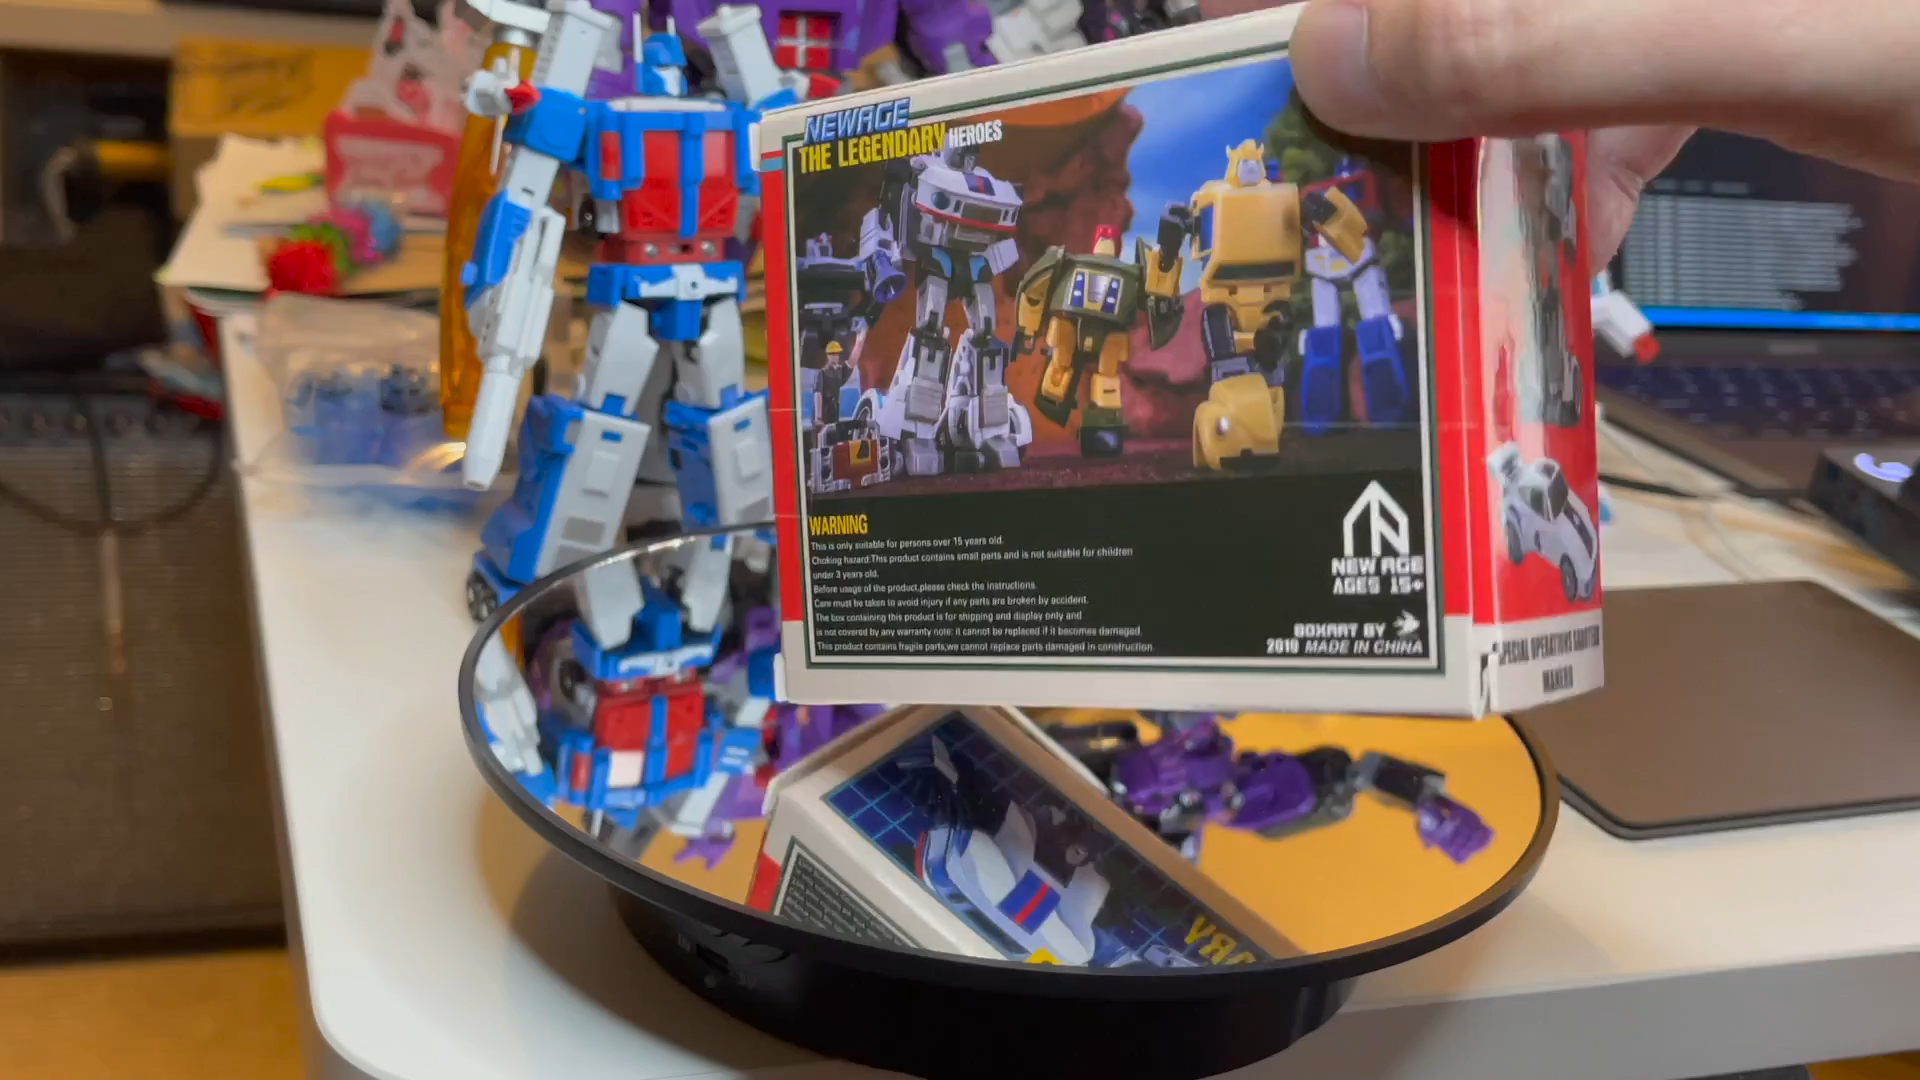 NEWAGE
THE LEGENDARY HEROES
WARNING
This is only suitable for persons over 15 years old.
Choking hazard:This product contains small parts and is not suitable for children
under 3 years old.
Before usage of the product,please check the instructions.
Care must be taken to avoid injury if any parts are broken by accident.
The box containing this product is for shipping and display only and
is not covered by any warranty note: it cannot be replaced if it becomes damaged.
This product contains fragile parts,we cannot replace parts damaged in construction.
NEW AGE
AGES 15+
BOXART BY
2019 MADE IN CHINA
SPECIAL OPERATIONS
MANERO